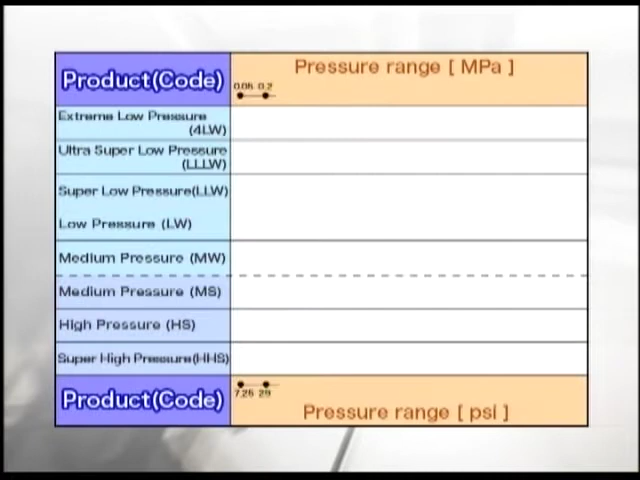 Product(Code)
Pressure range [ MPa ]
0.05 0.2
Extreme Low Pressure
(4LW)
Ultra Super Low Pressure
(LLLW)
Super Low Pressure(LLW)
Low Pressure (LW)
Medium Pressure (MW)
Medium Pressure (MS)
High Pressure (HS)
Super High Pressure(HHS)
Product(Code)
7.25 29
Pressure range [ psi ]